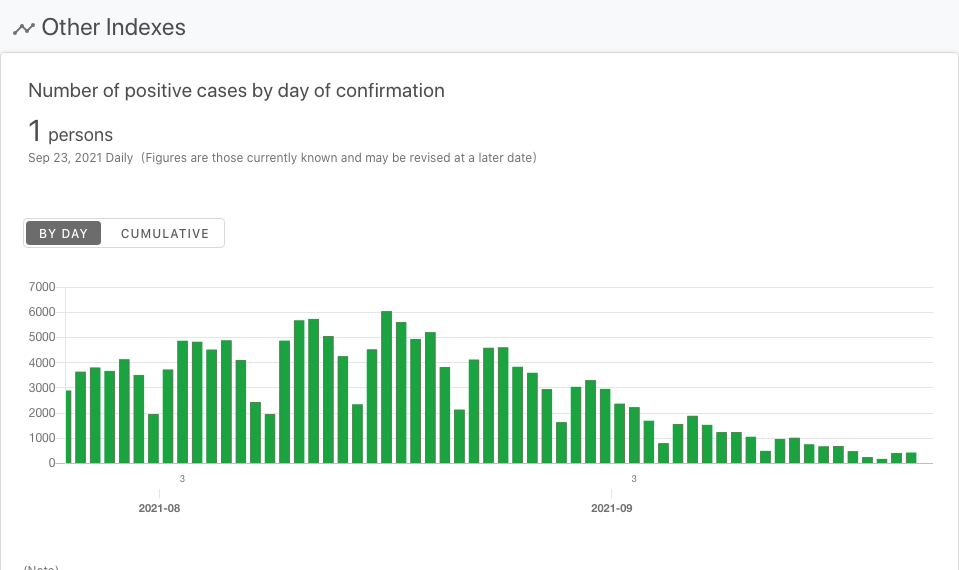 Other Indexes
Number of positive cases by day of confirmation
1 persons
Sep 23, 2021 Daily (Figures are those currently known and may be revised at a later date)
BY DAY CUMULATIVE
7000
6000
5000
4000
3000
2000
1000
0
3 3
2021-08 2021-09
(Note)